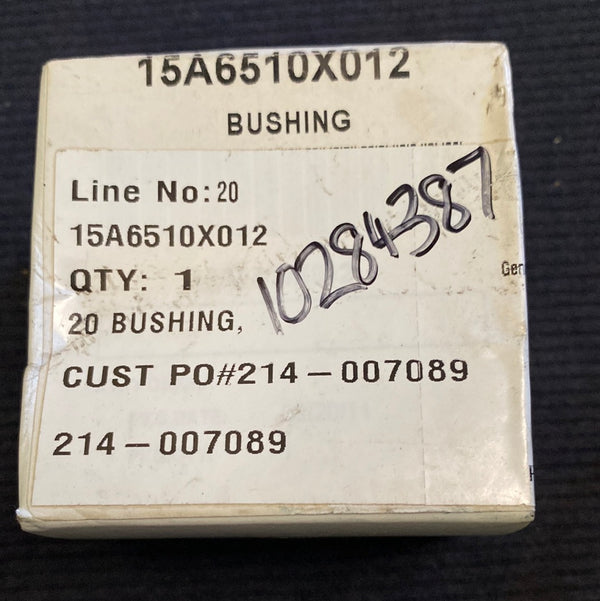 15A6510X012
BUSHING
Line No: 20
15A6510X012
QTY: 1
20 BUSHING,
10284387
CUST PO#214-007089
214-007089